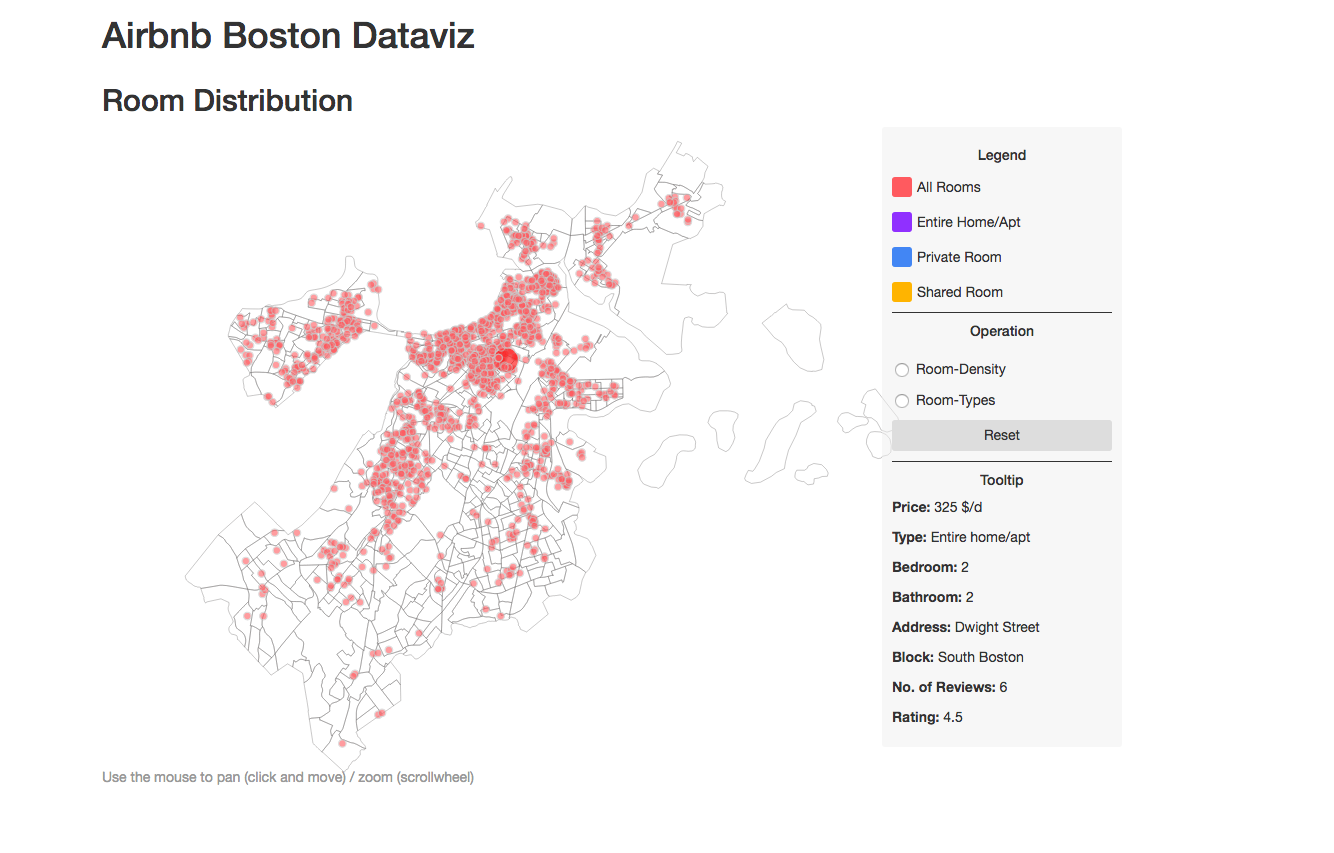 Airbnb Boston Dataviz
Room Distribution
Legend
All Rooms
Entire Home/Apt
Private Room
Shared Room
Operation
Room-Density
Room-Types
Reset
Tooltip
Price: 325 $/d
Type: Entire home/apt
Bedroom: 2
Bathroom: 2
Address: Dwight Street
Block: South Boston
No. of Reviews: 6
Rating: 4.5
Use the mouse to pan (click and move) / zoom (scrollwheel)